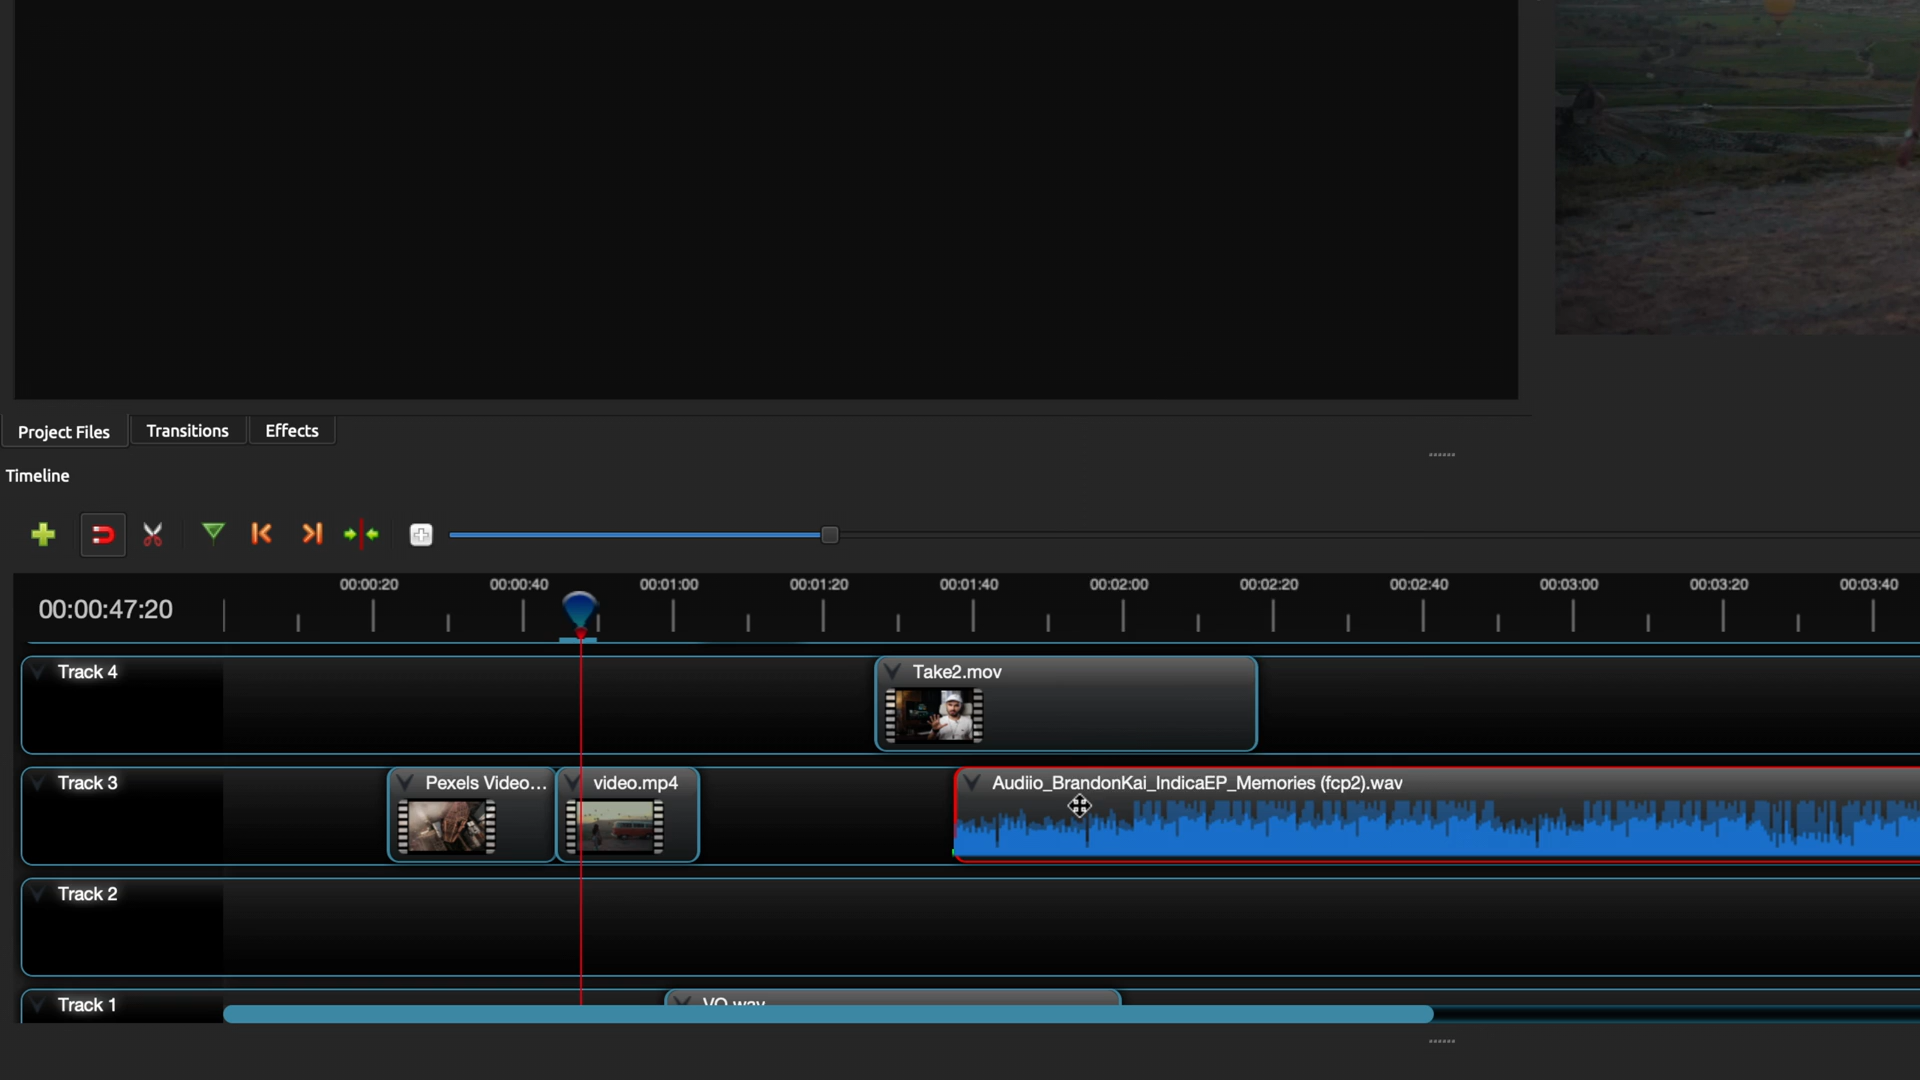 Project Files
Transitions
Effects
Timeline
00:00:20
00:00:40
00:01:00
00:01:20
00:01:40
00:02:00
00:02:20
00:02:40
00:03:00
00:03:20
00:03:40
00:00:47:20
Track 4
Take2.mov
Track 3
Pexels Video...
video.mp4
Audiio_BrandonKai_IndicaEP_Memories (fcp2).wav
Track 2
Track 1
VO.wav